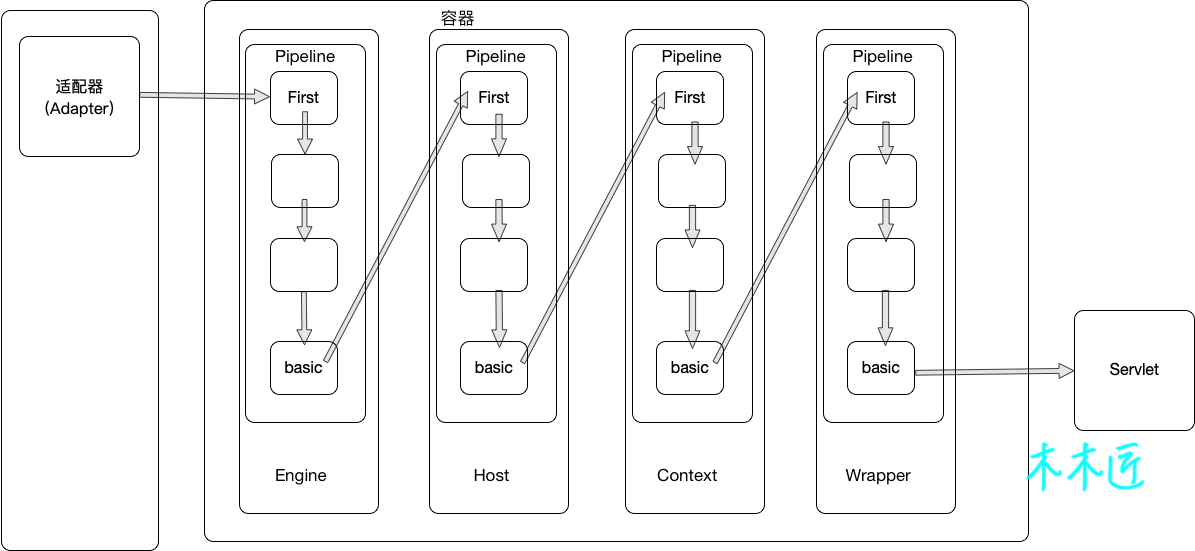 容器
适配器
(Adapter)
Pipeline
First
basic
Engine
Pipeline
First
basic
Host
Pipeline
First
basic
Context
Pipeline
First
basic
Wrapper
Servlet
木木匠